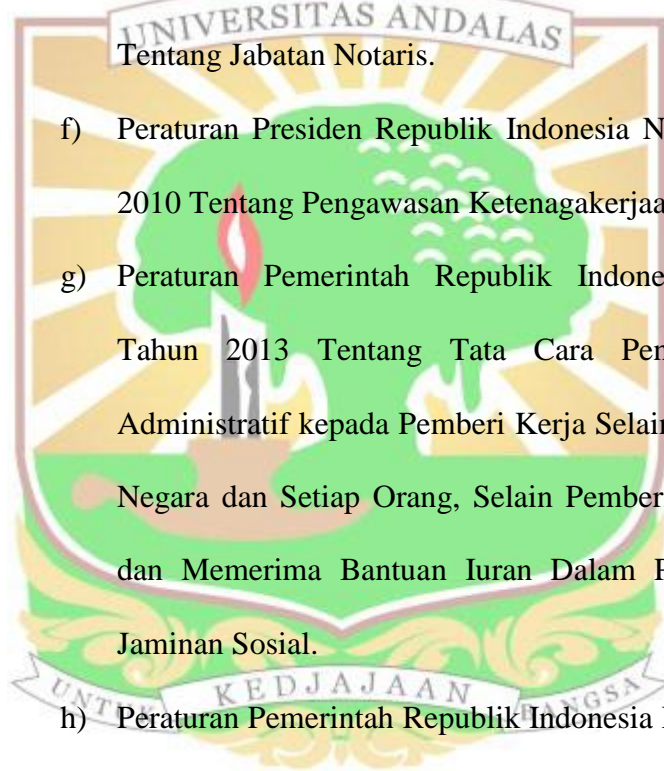 UNIVERSITAS ANDALAS
Tentang Jabatan Notaris.
f) Peraturan Presiden Republik Indonesia N
2010 Tentang Pengawasan Ketenagakerjaa
g) Peraturan Pemerintah Republik Indone
Tahun 2013 Tentang Tata Cara Pen
Administratif kepada Pemberi Kerja Selain
Negara dan Setiap Orang, Selain Pember
dan Memerima Bantuan Iuran Dalam P
Jaminan Sosial.
UNTUK KEDJAJAAN BANGSA
h) Peraturan Pemerintah Republik Indonesia